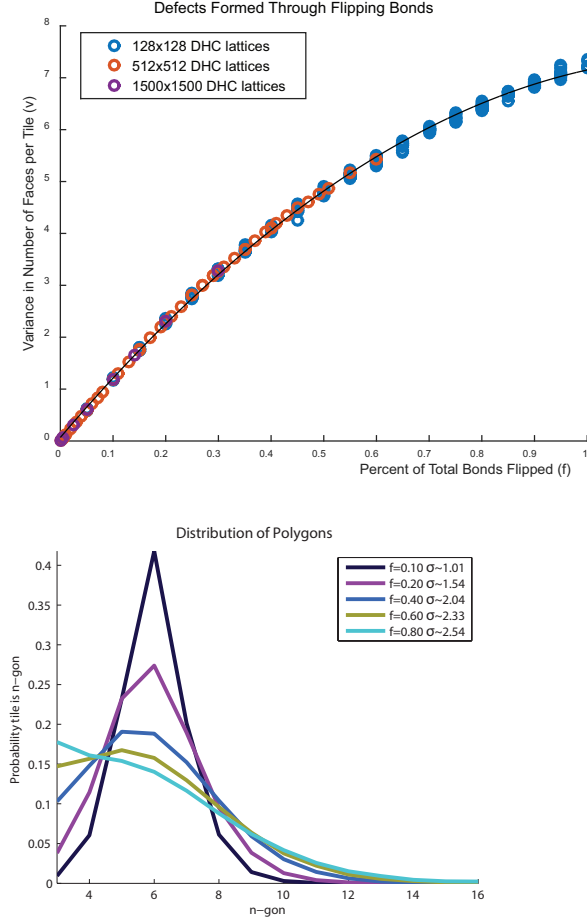 Defects Formed Through Flipping Bonds
8
7
6
5
4
3
2
1
0
Variance in Number of Faces per Tile (v)
128x128 DHC lattices
512x512 DHC lattices
1500x1500 DHC lattices
0 0.1 0.2 0.3 0.4 0.5 0.6 0.7 0.8 0.9 1
Percent of Total Bonds Flipped (f)
Distribution of Polygons
0.4
0.35
0.3
0.25
0.2
0.15
0.1
0.05
0
Probability tile is n−gon
f=0.10 σ~1.01
f=0.20 σ~1.54
f=0.40 σ~2.04
f=0.60 σ~2.33
f=0.80 σ~2.54
4 6 8 10 12 14 16
n−gon